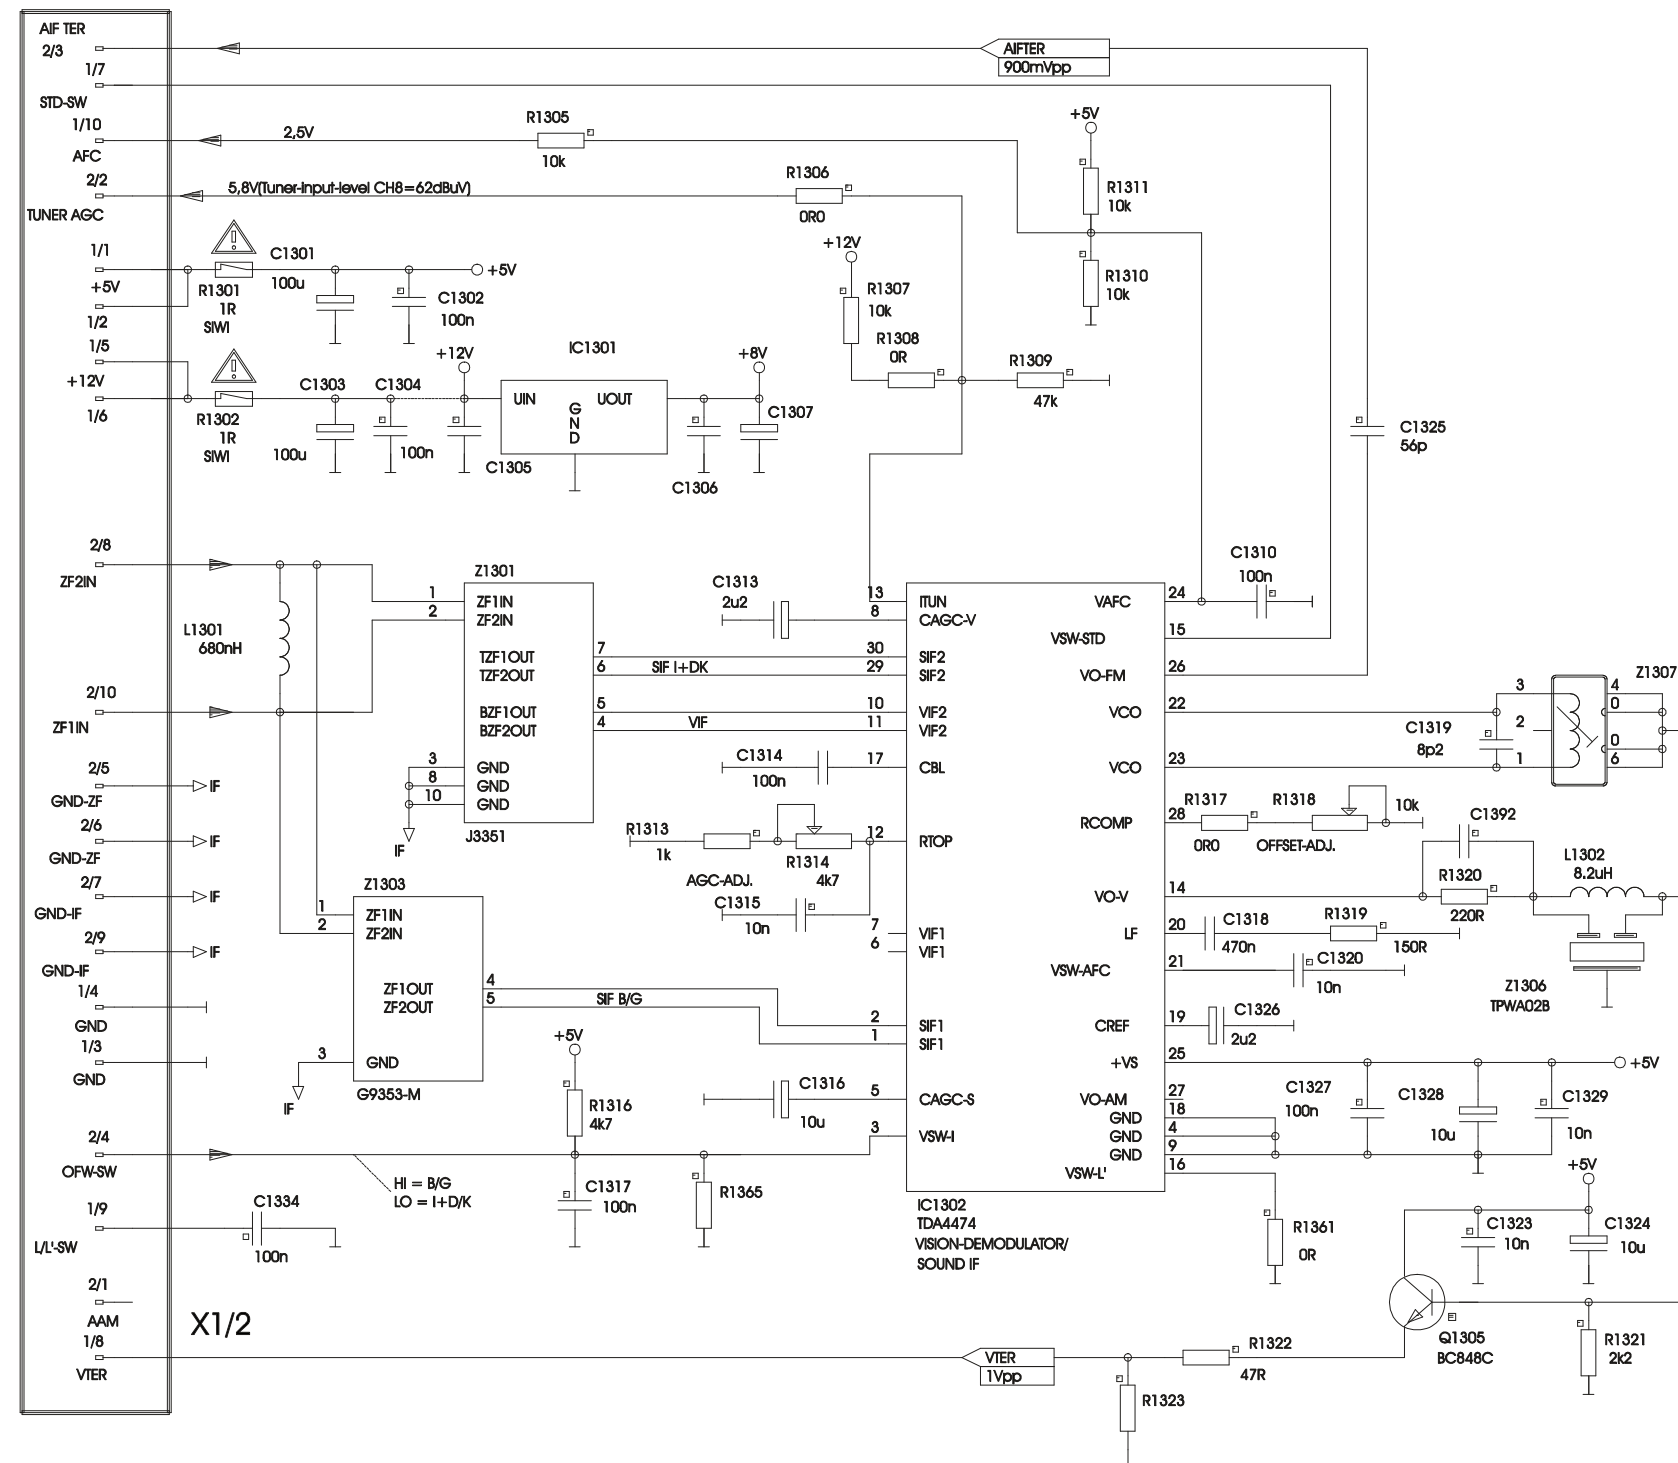 AIF TER
2/3
1/7
STD-SW
1/10
AFC
2/2
TUNER AGC
1/1
+5V
1/2
1/5
+12V
1/6
2/8
ZF2IN
2/10
ZF1IN
2/5
GND-ZF
2/6
GND-ZF
2/7
GND-IF
2/9
GND-IF
1/4
GND
1/3
GND
2/4
OFW-SW
1/9
L/L'-SW
2/1
AAM
1/8
VTER
X1/2
AIFTER
900mVpp
2,5V
R1305
10k
5,8V(Tuner-input-level CH8=62dBuV)
R1306
0R0
+5V
R1311
10k
R1310
10k
+12V
R1307
10k
R1308
0R
R1309
47k
R1301
1R
SIWI
C1301
100u
C1302
100n
+5V
R1302
1R
SIWI
C1303
100u
C1304
100n
+12V
C1305
IC1301
UIN
GND
UOUT
C1306
+8V
C1307
C1325
56p
L1301
680nH
Z1301
1
ZF1IN
2
ZF2IN
TZF1OUT
7
TZF2OUT
6
BZF1OUT
5
BZF2OUT
4
3
GND
8
GND
10
GND
J3351
IF
IF
IF
IF
IF
SIF I+DK
VIF
Z1303
1
ZF1IN
2
ZF2IN
ZF1OUT
4
ZF2OUT
5
3
GND
G9353-M
IF
SIF B/G
C1313
2u2
C1314
100n
R1313
1k
R1314
4k7
AGC-ADJ.
C1315
10n
C1316
10u
+5V
R1316
4k7
C1317
100n
R1365
HI = B/G
LO = I+D/K
C1334
100n
13
ITUN
8
CAGC-V
30
SIF2
29
SIF2
10
VIF2
11
VIF2
17
CBL
12
RTOP
7
VIF1
6
VIF1
2
SIF1
1
SIF1
5
CAGC-S
3
VSW-I
VAFC
24
VSW-STD
15
VO-FM
26
VCO
22
VCO
23
RCOMP
28
VO-V
14
LF
20
VSW-AFC
21
CREF
19
+VS
25
VO-AM
27
GND
18
GND
4
GND
9
VSW-L'
16
IC1302
TDA4474
VISION-DEMODULATOR/
SOUND IF
C1310
100n
C1319
8p2
Z1307
3
2
1
4
0
0
6
R1317
0R0
R1318
10k
OFFSET-ADJ.
C1392
R1320
220R
L1302
8.2uH
C1318
470n
R1319
150R
C1320
10n
Z1306
TPWA02B
C1326
2u2
+5V
C1327
100n
C1328
10u
C1329
10n
R1361
0R
+5V
C1323
10n
C1324
10u
Q1305
BC848C
R1321
2k2
VTER
1Vpp
R1322
47R
R1323